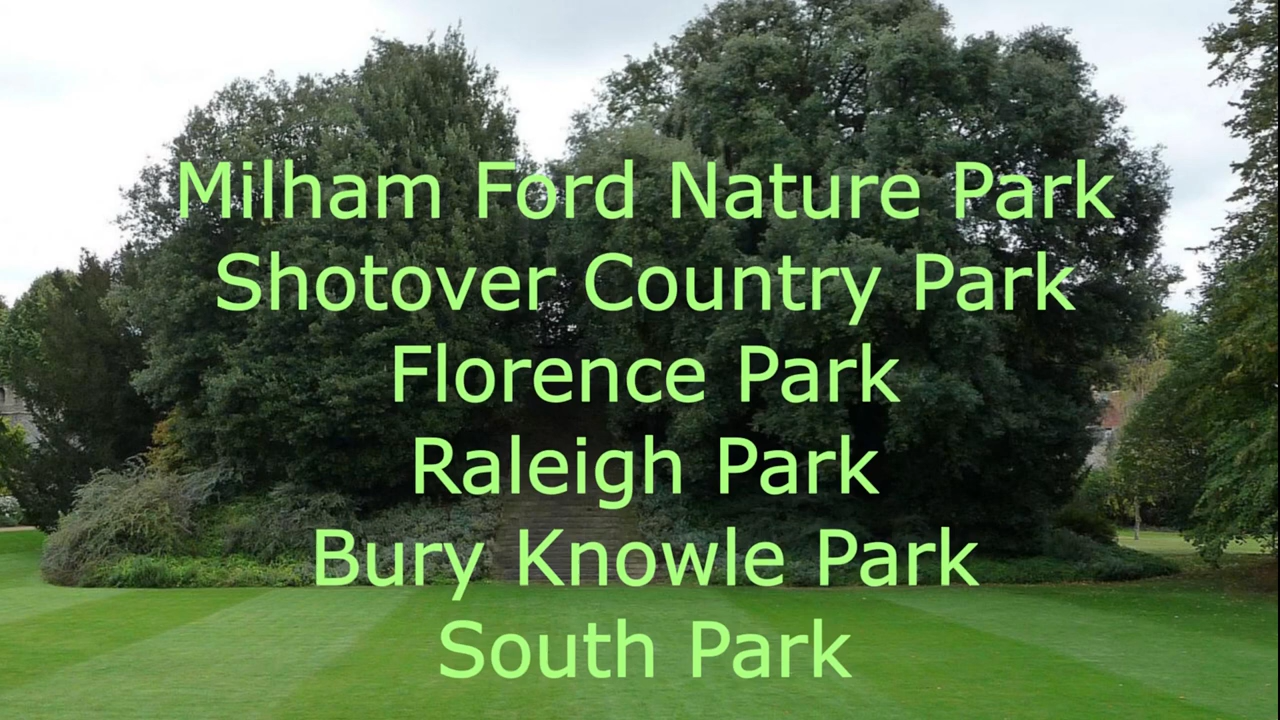 Milham Ford Nature Park
Shotover Country Park
Florence Park
Raleigh Park
Bury Knowle Park
South Park